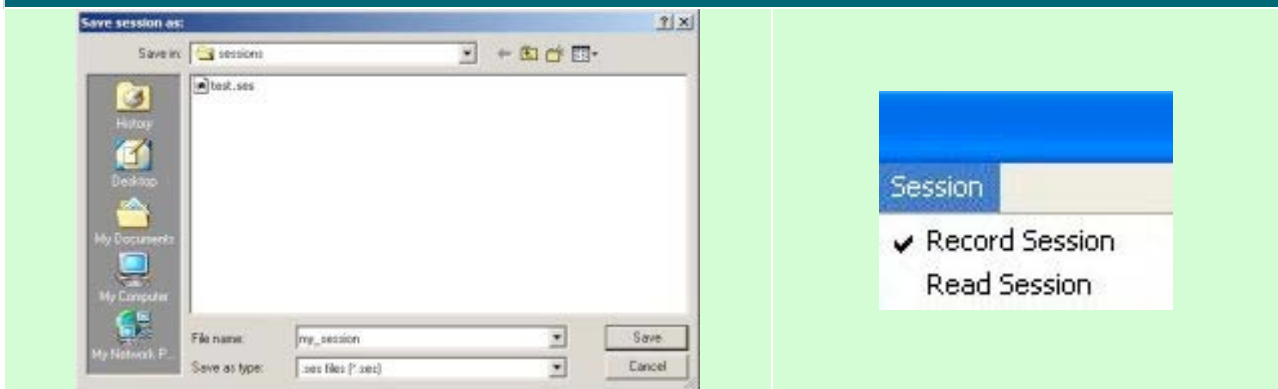 Save session as:
Save in: sessions
test.ses
History
Desktop
My Documents
My Computer
My Network P...
File name: my_session
Save
Save as type: .ses files (*.ses)
Cancel
Session
Record Session
Read Session